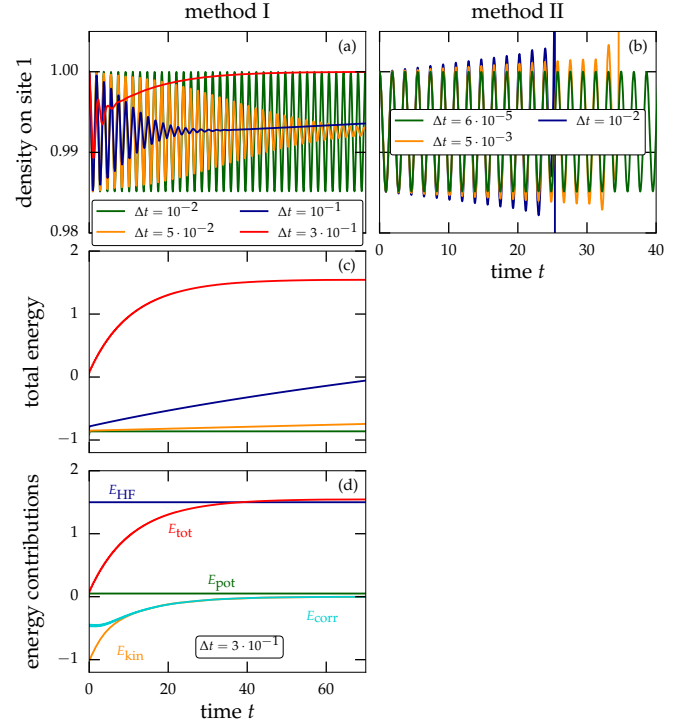 method I
method II
density on site 1
1.00
0.99
0.98
(a)
Δt = 10⁻²
Δt = 10⁻¹
Δt = 5 · 10⁻²
Δt = 3 · 10⁻¹
(b)
Δt = 6 · 10⁻⁵
Δt = 10⁻²
Δt = 5 · 10⁻³
0 10 20 30 40
time t
total energy
2
1
0
−1
(c)
energy contributions
2
1
0
−1
(d)
E_HF
E_tot
E_pot
E_corr
E_kin
Δt = 3 · 10⁻¹
0 20 40 60
time t